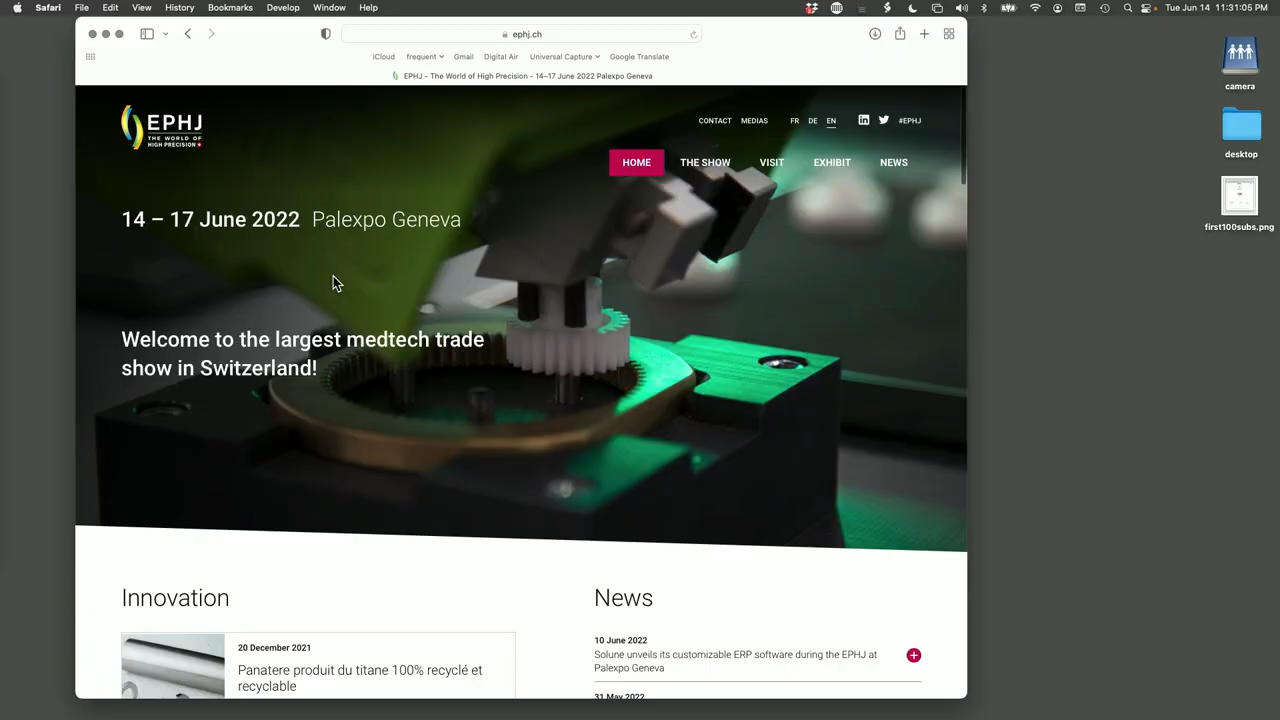 Safari File Edit View History Bookmarks Develop Window Help
Tue Jun 14 11:31:05 PM
ephj.ch
iCloud frequent Gmail Digital Air Universal Capture Google Translate
EPHJ - The World of High Precision - 14–17 June 2022 Palexpo Geneva
EPHJ
THE WORLD OF
HIGH PRECISION
CONTACT MEDIAS FR DE EN #EPHJ
HOME THE SHOW VISIT EXHIBIT NEWS
14 – 17 June 2022 Palexpo Geneva
Welcome to the largest medtech trade
show in Switzerland!
Innovation
20 December 2021
Panatere produit du titane 100% recyclé et
recyclable
News
10 June 2022
Solune unveils its customizable ERP software during the EPHJ at
Palexpo Geneva
31 May 2022
camera
desktop
first100subs.png